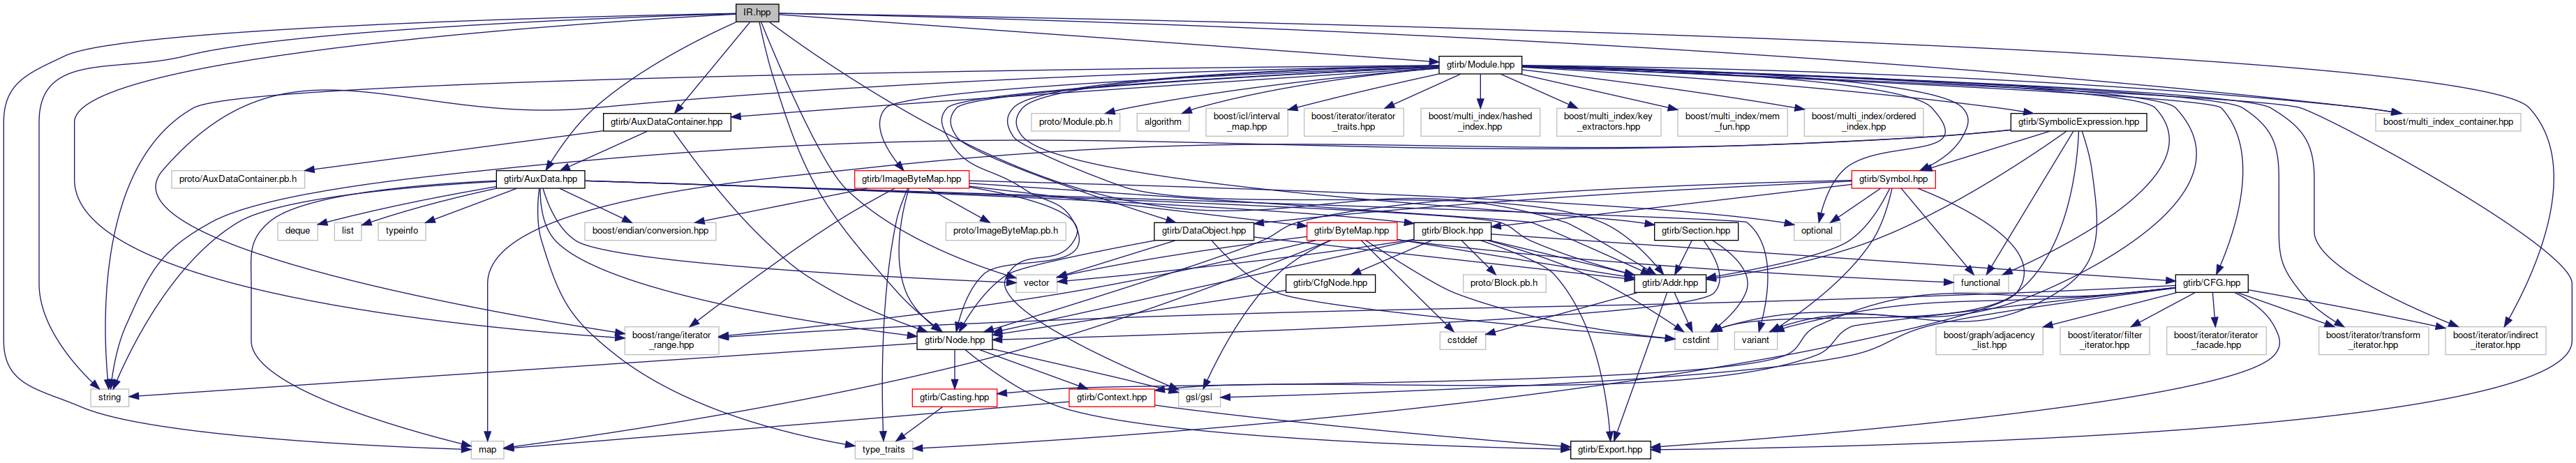 IR.hpp
gtirb/Module.hpp
gtirb/AuxDataContainer.hpp
proto/Module.pb.h
algorithm
boost/icl/interval
_map.hpp
boost/iterator/iterator
_traits.hpp
boost/multi_index/hashed
_index.hpp
boost/multi_index/key
_extractors.hpp
boost/multi_index/mem
_fun.hpp
boost/multi_index/ordered
_index.hpp
gtirb/SymbolicExpression.hpp
boost/multi_index_container.hpp
proto/AuxDataContainer.pb.h
gtirb/AuxData.hpp
gtirb/ImageByteMap.hpp
gtirb/Symbol.hpp
deque
list
typeinfo
boost/endian/conversion.hpp
proto/ImageByteMap.pb.h
gtirb/DataObject.hpp
gtirb/ByteMap.hpp
gtirb/Block.hpp
gtirb/Section.hpp
optional
vector
gtirb/CfgNode.hpp
proto/Block.pb.h
gtirb/Addr.hpp
functional
gtirb/CFG.hpp
boost/range/iterator
_range.hpp
gtirb/Node.hpp
cstddef
cstdint
variant
boost/graph/adjacency
_list.hpp
boost/iterator/filter
_iterator.hpp
boost/iterator/iterator
_facade.hpp
boost/iterator/transform
_iterator.hpp
boost/iterator/indirect
_iterator.hpp
string
gtirb/Casting.hpp
gtirb/Context.hpp
gsl/gsl
map
type_traits
gtirb/Export.hpp